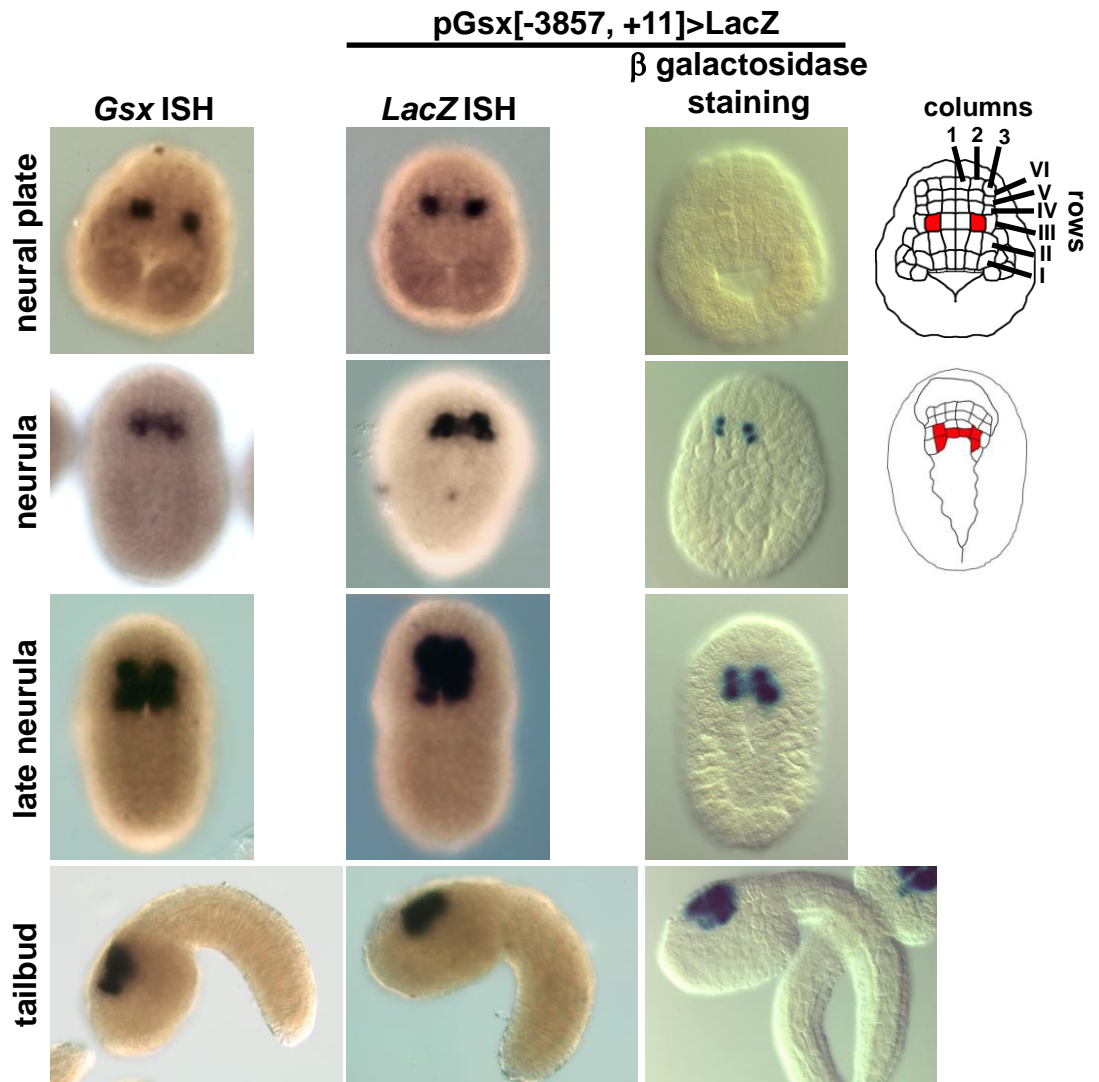 pGsx[-3857, +11]>LacZ
β galactosidase
staining
Gsx ISH
LacZ ISH
columns
1 2 3
VI
V
IV
III
II
I
rows
neural plate
neurula
late neurula
tailbud